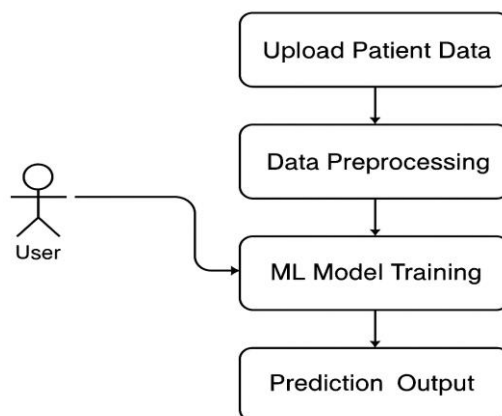 Upload Patient Data
Data Preprocessing
User
ML Model Training
Prediction Output